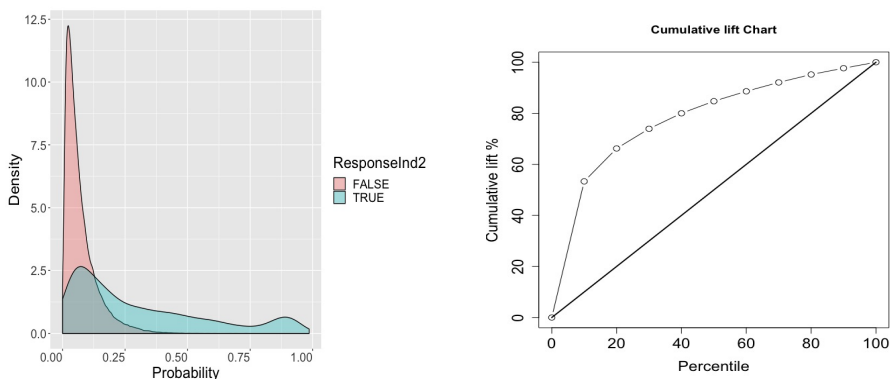 12.5
10.0
7.5
5.0
2.5
0.0
Density
0.00 0.25 0.50 0.75 1.00
Probability
ResponseInd2
FALSE
TRUE
Cumulative lift Chart
100
80
60
40
20
0
Cumulative lift %
0 20 40 60 80 100
Percentile